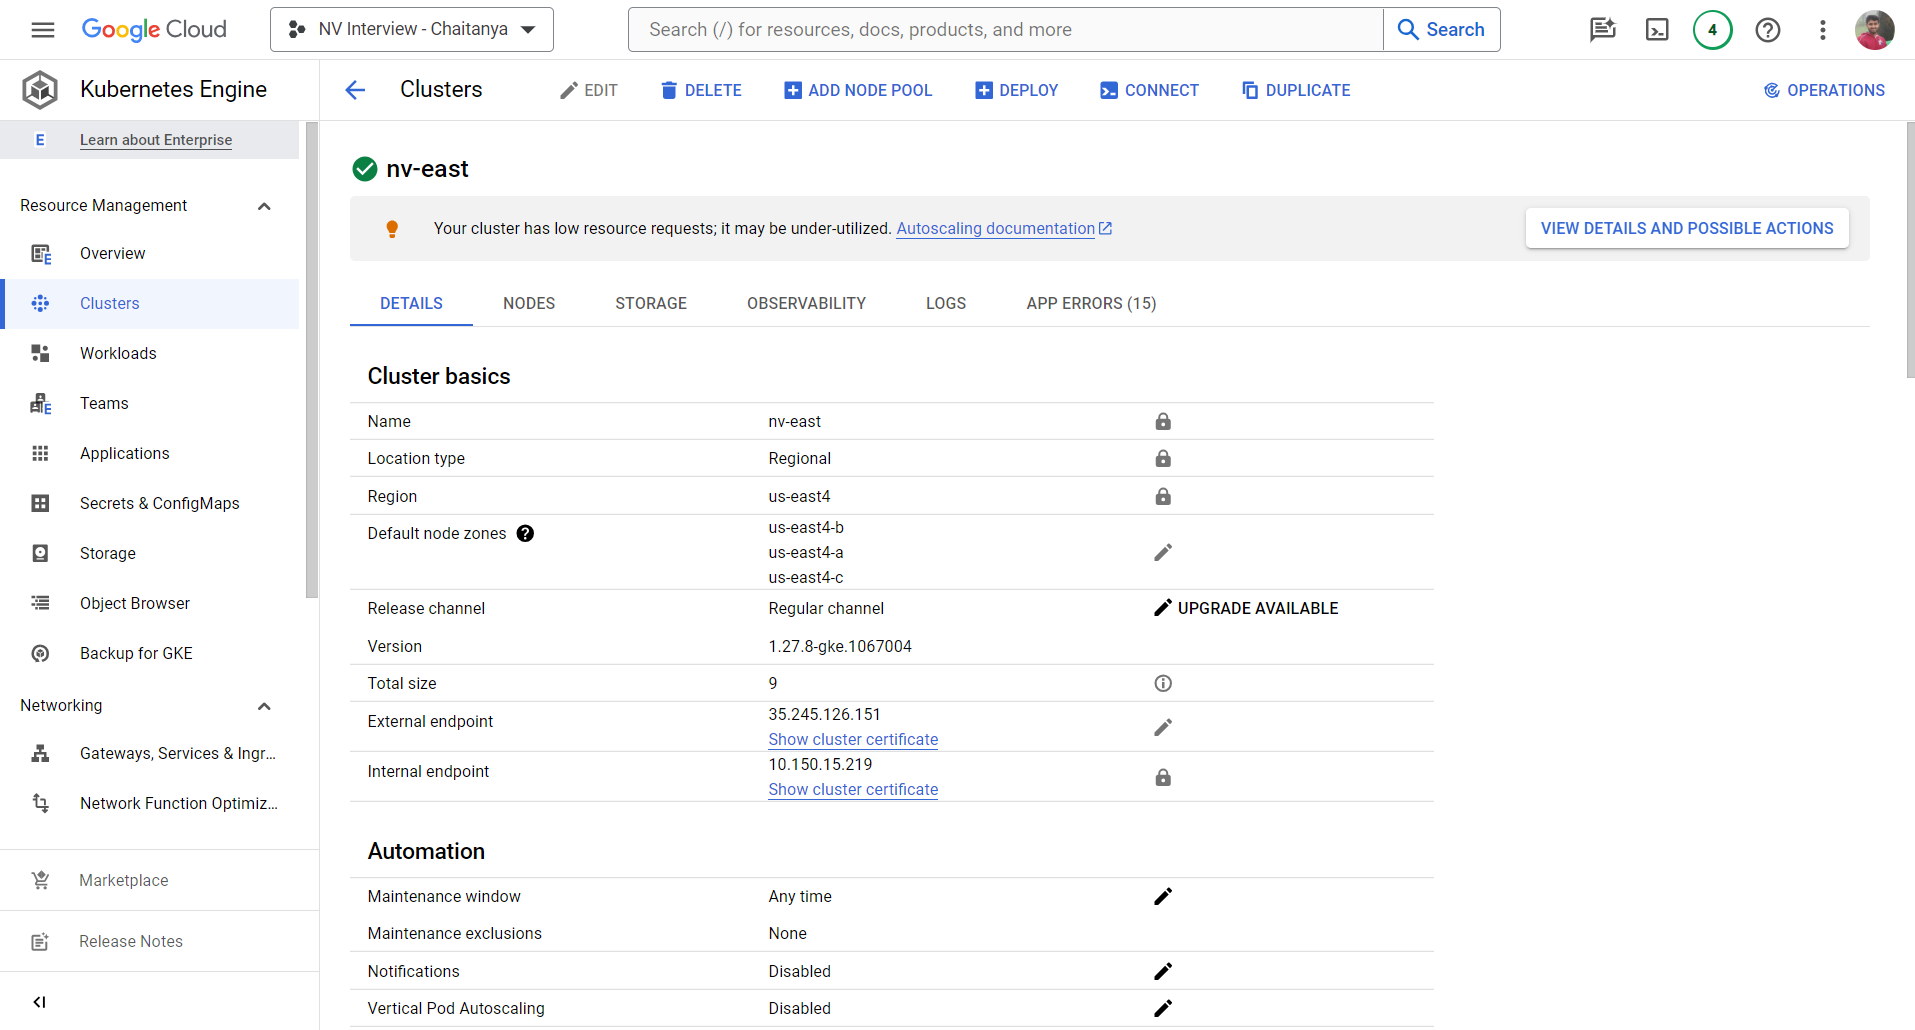 Google Cloud
NV Interview - Chaitanya
Search (/) for resources, docs, products, and more
Search
4
Kubernetes Engine
Clusters
EDIT
DELETE
ADD NODE POOL
DEPLOY
CONNECT
DUPLICATE
OPERATIONS
E Learn about Enterprise
Resource Management
Overview
Clusters
Workloads
Teams
Applications
Secrets & ConfigMaps
Storage
Object Browser
Backup for GKE
Networking
Gateways, Services & Ingr...
Network Function Optimiz...
Marketplace
Release Notes
nv-east
Your cluster has low resource requests; it may be under-utilized. Autoscaling documentation
VIEW DETAILS AND POSSIBLE ACTIONS
DETAILS
NODES
STORAGE
OBSERVABILITY
LOGS
APP ERRORS (15)
Cluster basics
Name nv-east
Location type Regional
Region us-east4
Default node zones us-east4-b
us-east4-a
us-east4-c
Release channel Regular channel UPGRADE AVAILABLE
Version 1.27.8-gke.1067004
Total size 9
External endpoint 35.245.126.151
Show cluster certificate
Internal endpoint 10.150.15.219
Show cluster certificate
Automation
Maintenance window Any time
Maintenance exclusions None
Notifications Disabled
Vertical Pod Autoscaling Disabled